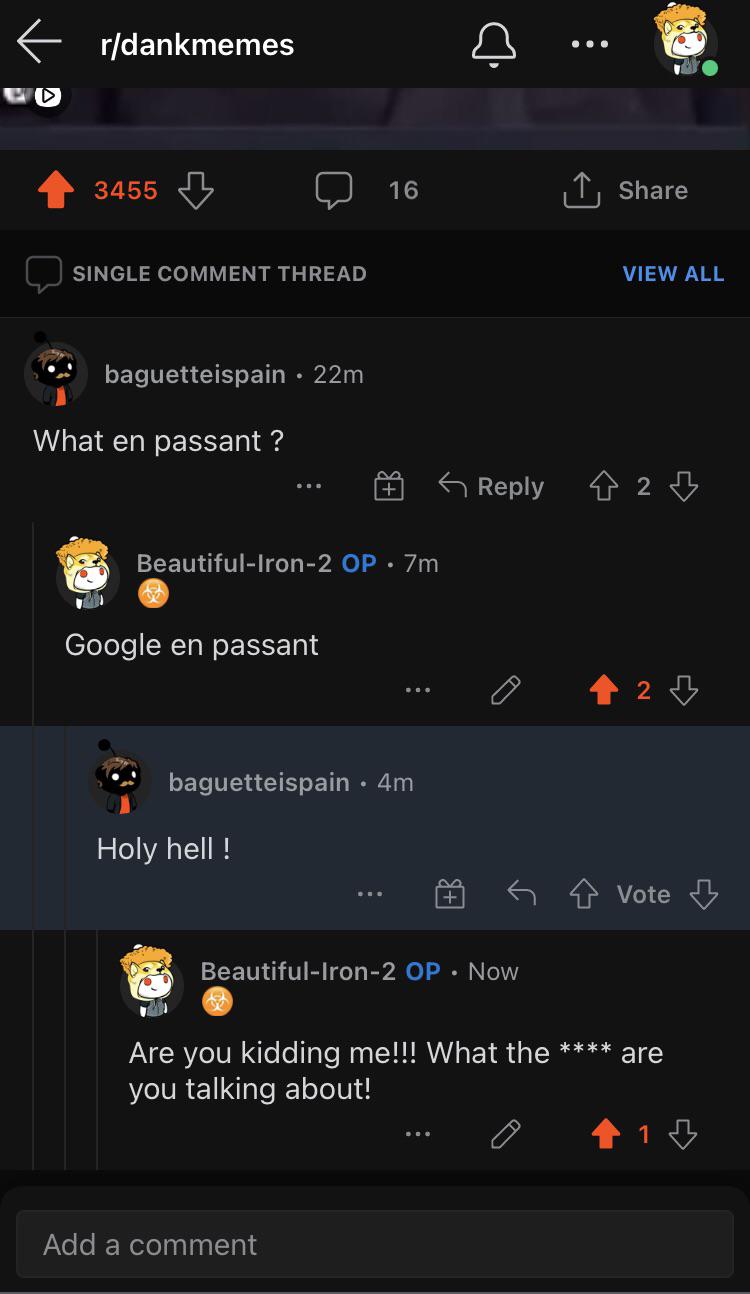 r/dankmemes
3455
16
Share
SINGLE COMMENT THREAD
VIEW ALL
baguetteispain • 22m
What en passant ?
Reply
2
Beautiful-Iron-2 OP • 7m
Google en passant
2
baguetteispain • 4m
Holy hell !
Vote
Beautiful-Iron-2 OP • Now
Are you kidding me!!! What the **** are
you talking about!
1
Add a comment